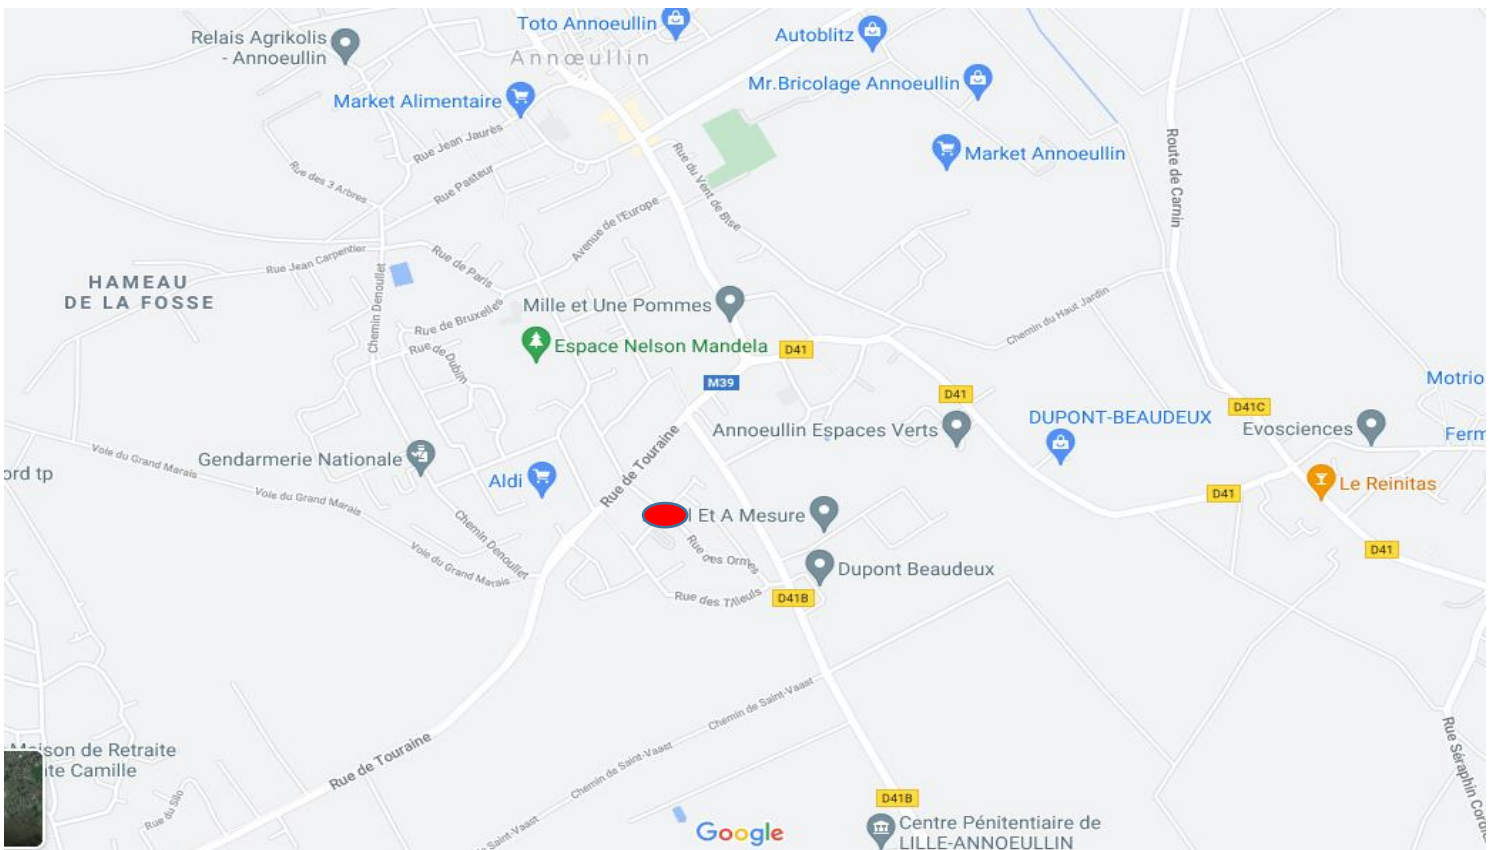 Toto Annoeullin
Relais Agrikolis
- Annoeullin
Autoblitz
Annœullin
Mr.Bricolage Annoeullin
Market Alimentaire
Rue Jean Jaurès
Market Annoeullin
Route de Carnin
Rue du Vent de Bise
Rue des 3 Arbres
Rue Pasteur
Avenue de l'Europe
Rue Jean Carpentier
Rue de Paris
HAMEAU
DE LA FOSSE
Chemin Denoullet
Mille et Une Pommes
Rue de Bruxelles
Chemin du Haut Jardin
Espace Nelson Mandela
D41
Rue de Dublin
M39
Motrio
D41
D41C
DUPONT-BEAUDEUX
Annoeullin Espaces Verts
Evosciences
Ferm
Rue de Touraine
Voie du Grand Marais
Gendarmerie Nationale
ord tp
Aldi
Le Reinitas
Voie du Grand Marais
D41
l Et A Mesure
Chemin Denoullet
Voie du Grand Marais
Rue des Ormes
D41
Dupont Beaudeux
Rue des Tilleuls
D41B
Chemin de Saint-Vaast
Rue Séraphin Cordi
Rue de Touraine
Maison de Retraite
te Camille
Chemin de Saint-Vaast
Rue du Silo
D41B
Saint-Vaast
Google
Centre Pénitentiaire de
LILLE-ANNOEULLIN